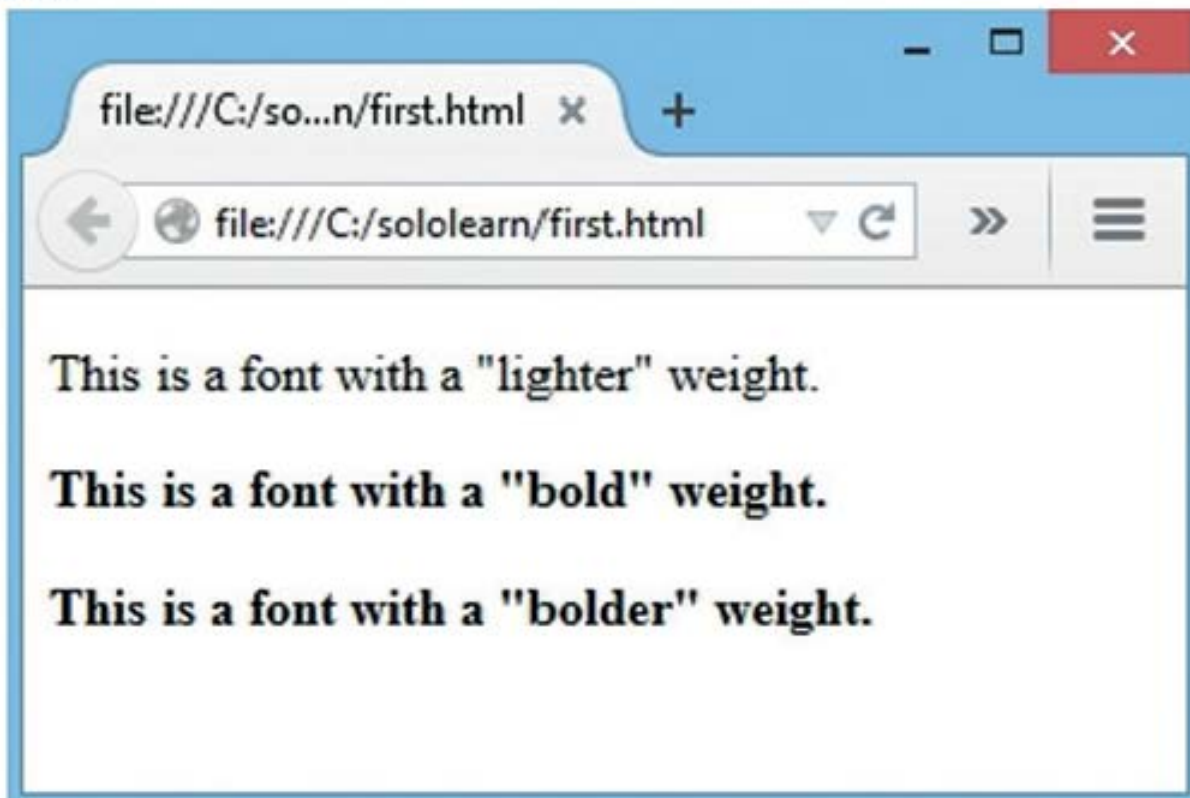 file:///C:/so...n/first.html
file:///C:/sololearn/first.html
This is a font with a "lighter" weight.
This is a font with a "bold" weight.
This is a font with a "bolder" weight.